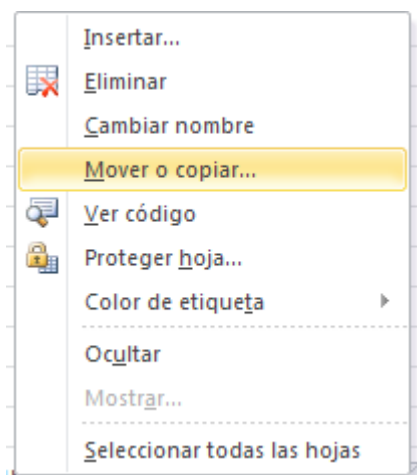 Insertar...
Eliminar
Cambiar nombre
Mover o copiar...
Ver código
Proteger hoja...
Color de etiqueta
Ocultar
Mostrar...
Seleccionar todas las hojas